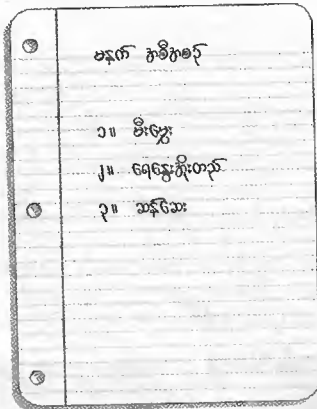 မနက် အစီအစဉ်
၁။ မီးမွှေး
၂။ ရေနွေးအိုးတည်
၃။ ဆန်ဆေး